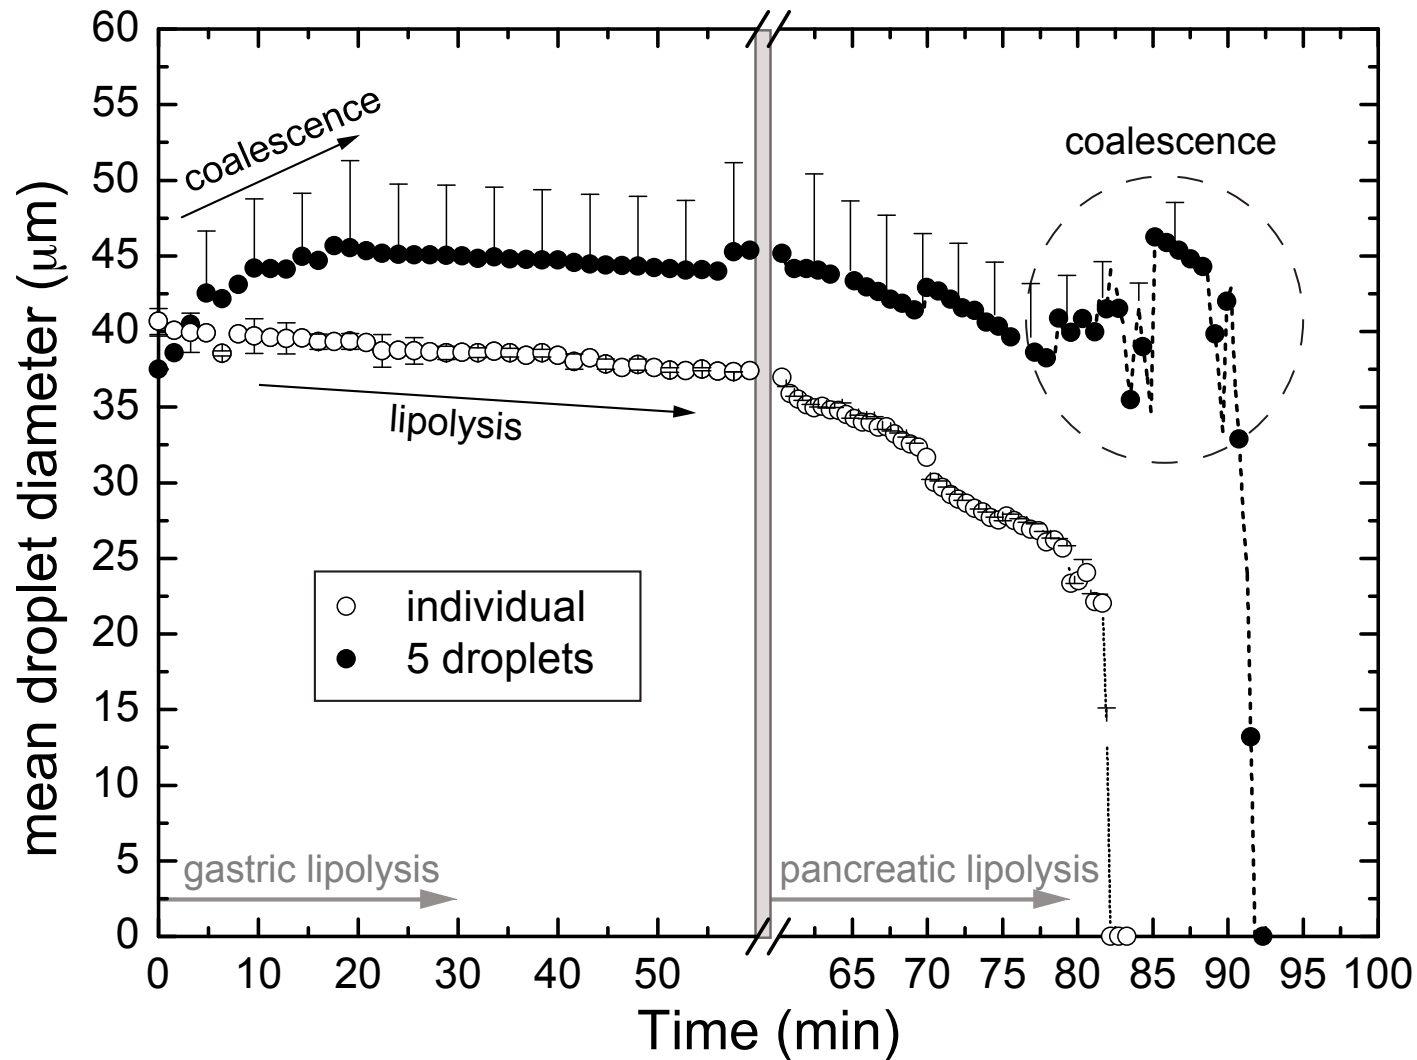 60
55
50
45
40
35
30
25
20
15
10
5
0
mean droplet diameter (μm)
coalescence
coalescence
lipolysis
individual
5 droplets
gastric lipolysis
pancreatic lipolysis
0 10 20 30 40 50 65 70 75 80 85 90 95 100
Time (min)